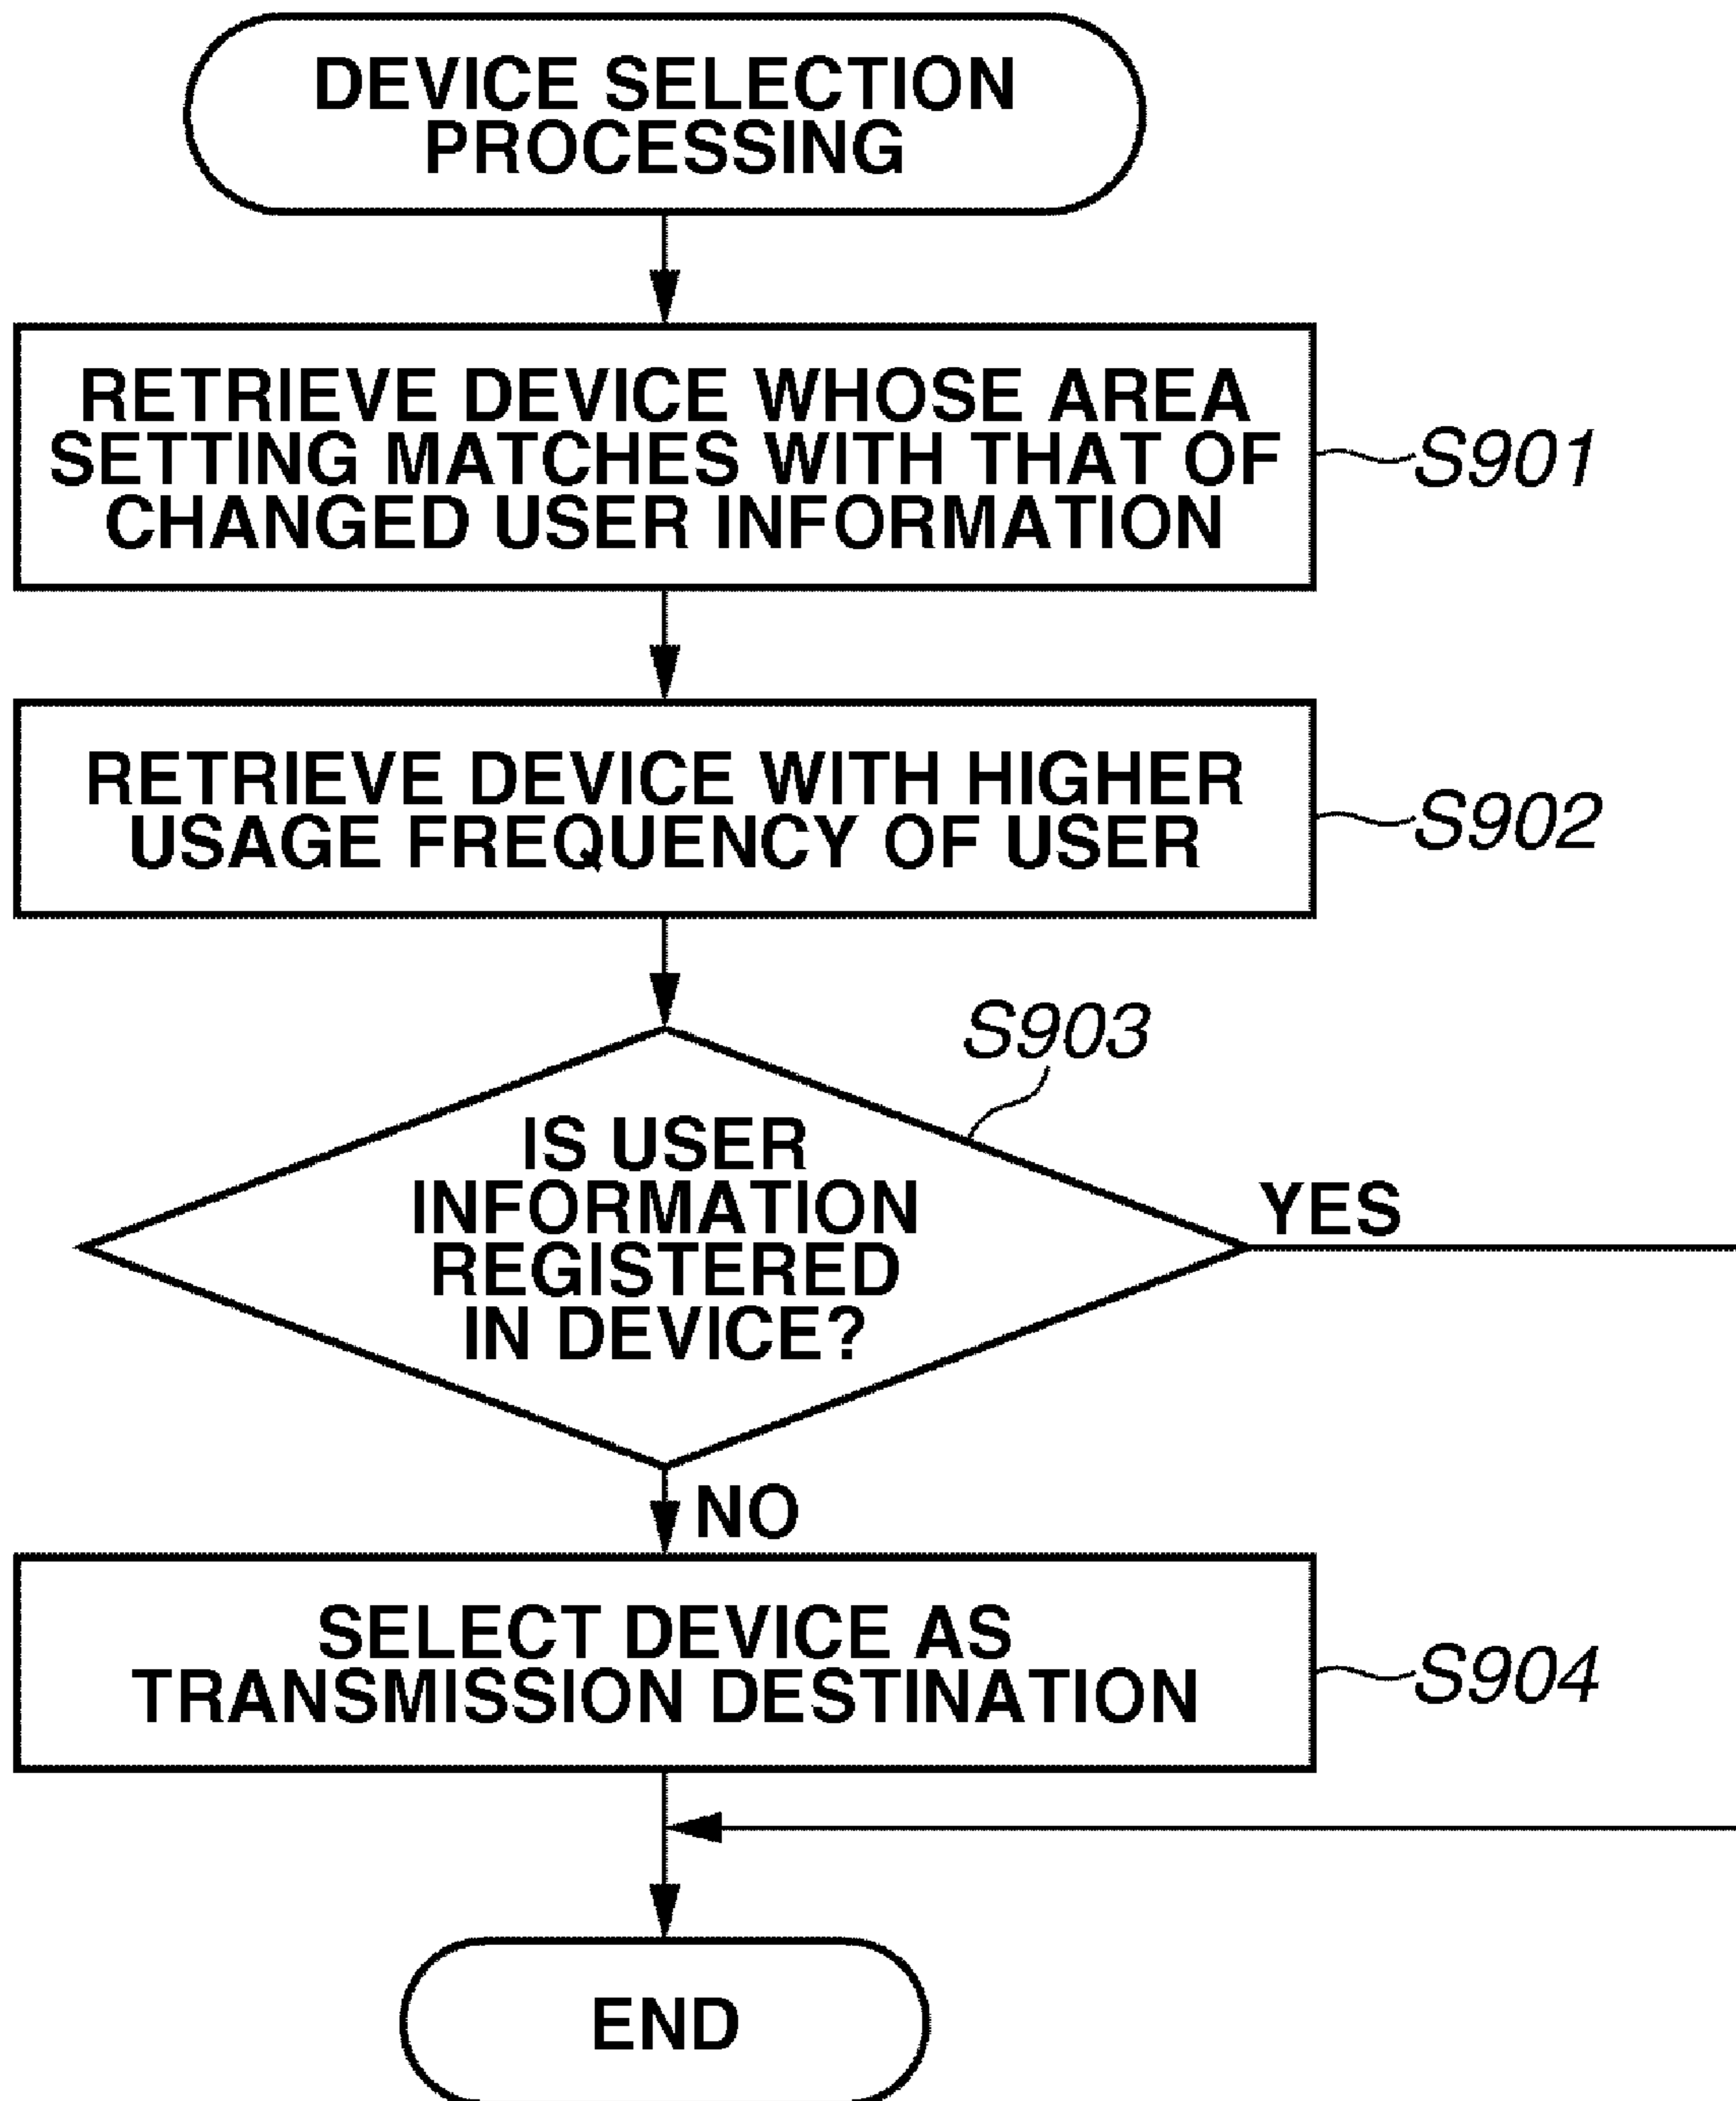 DEVICE SELECTION
PROCESSING
RETRIEVE DEVICE WHOSE AREA
SETTING MATCHES WITH THAT OF
CHANGED USER INFORMATION
S901
RETRIEVE DEVICE WITH HIGHER
USAGE FREQUENCY OF USER
S902
S903
IS USER
INFORMATION
REGISTERED
IN DEVICE?
YES
NO
SELECT DEVICE AS
TRANSMISSION DESTINATION
S904
END